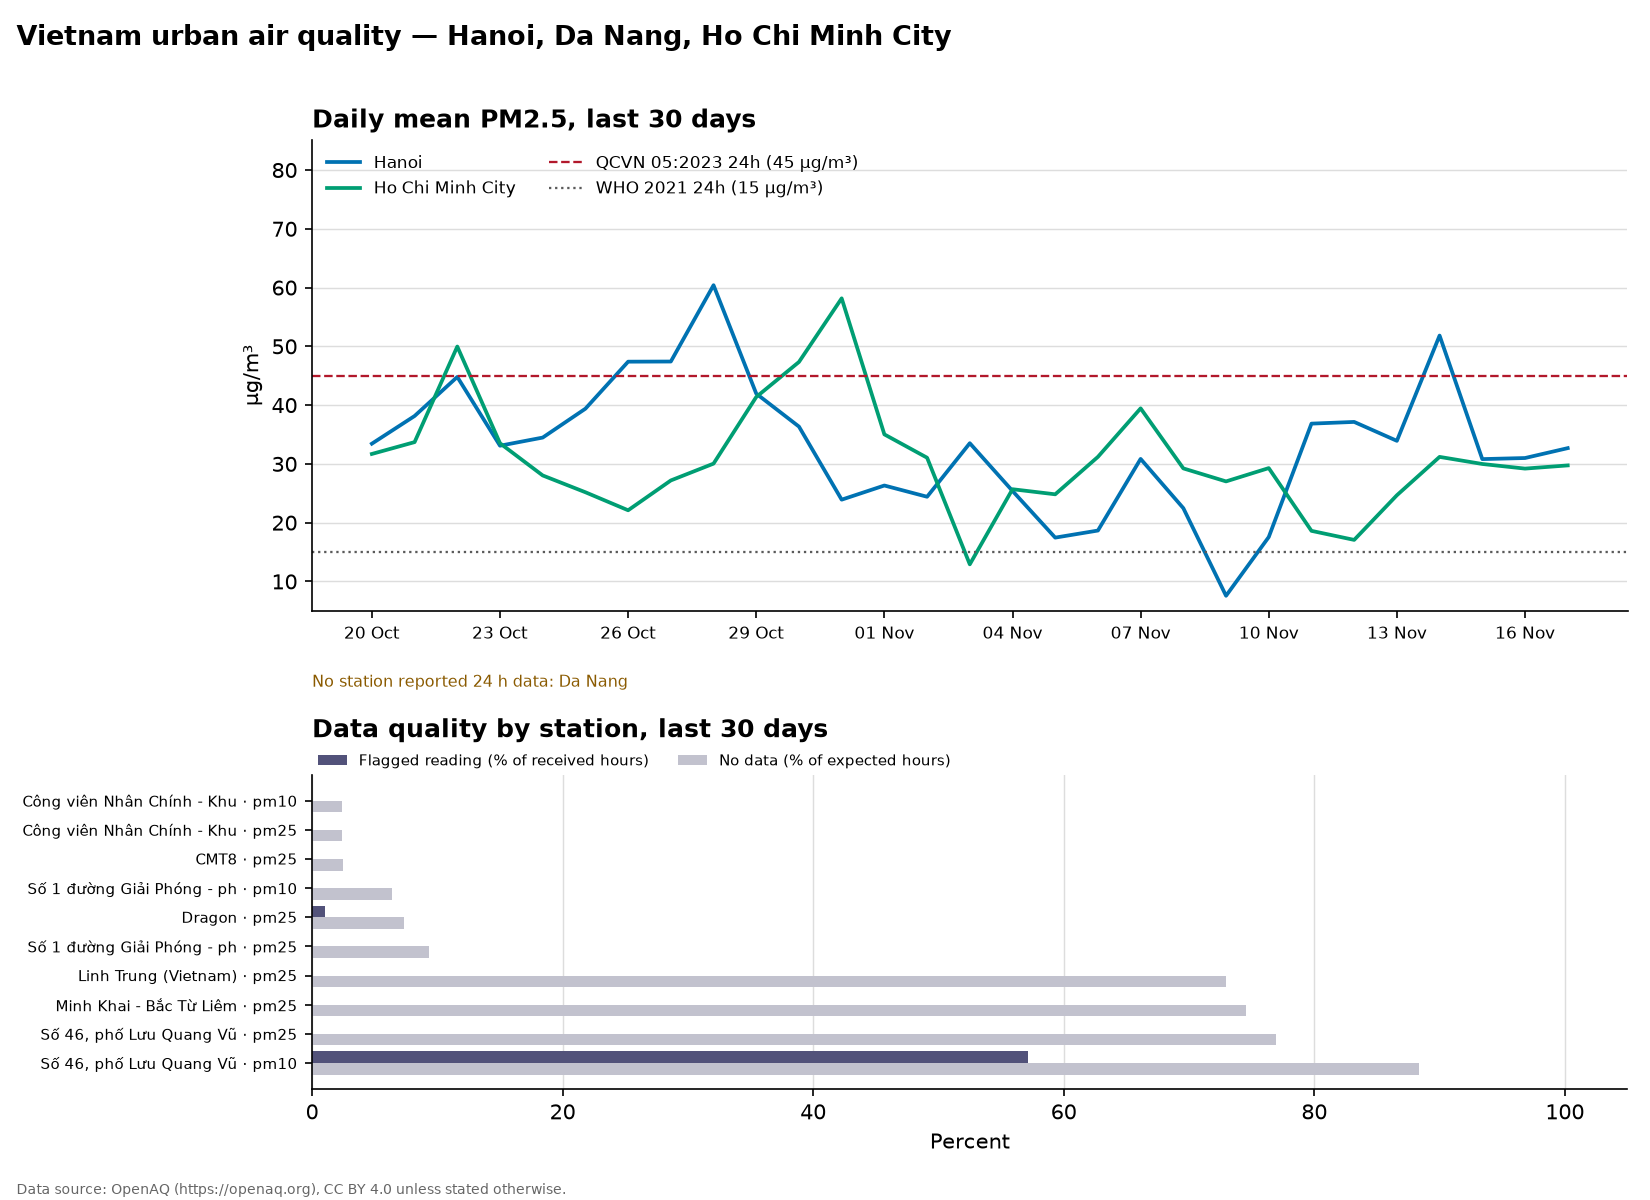 Vietnam urban air quality — Hanoi, Da Nang, Ho Chi Minh City
Daily mean PM2.5, last 30 days
Hanoi
Ho Chi Minh City
QCVN 05:2023 24h (45 µg/m³)
WHO 2021 24h (15 µg/m³)
µg/m³
80
70
60
50
40
30
20
10
20 Oct 23 Oct 26 Oct 29 Oct 01 Nov 04 Nov 07 Nov 10 Nov 13 Nov 16 Nov
No station reported 24 h data: Da Nang
Data quality by station, last 30 days
Flagged reading (% of received hours) No data (% of expected hours)
Công viên Nhân Chính - Khu · pm10
Công viên Nhân Chính - Khu · pm25
CMT8 · pm25
Số 1 đường Giải Phóng - ph · pm10
Dragon · pm25
Số 1 đường Giải Phóng - ph · pm25
Linh Trung (Vietnam) · pm25
Minh Khai - Bắc Từ Liêm · pm25
Số 46, phố Lưu Quang Vũ · pm25
Số 46, phố Lưu Quang Vũ · pm10
0 20 40 60 80 100
Percent
Data source: OpenAQ (https://openaq.org), CC BY 4.0 unless stated otherwise.